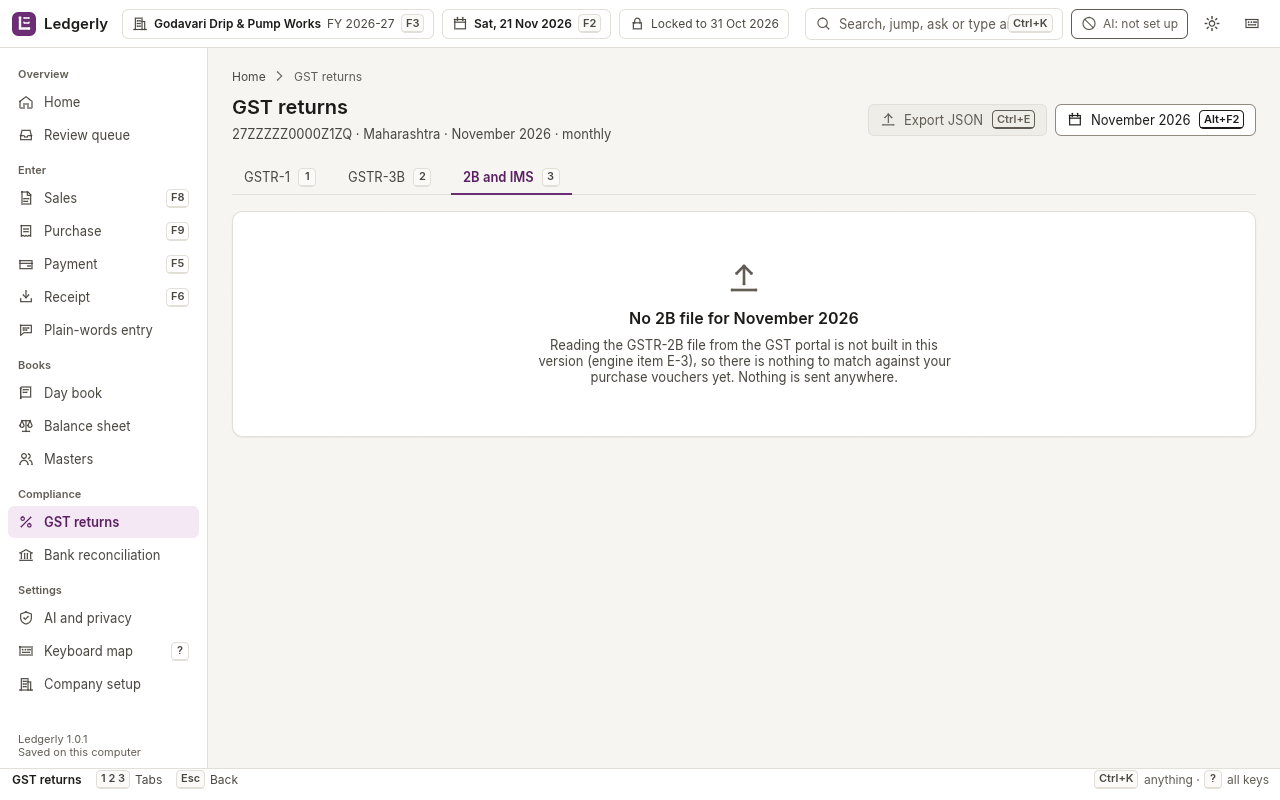 Ledgerly
Godavari Drip & Pump Works FY 2026-27 F3
Sat, 21 Nov 2026 F2
Locked to 31 Oct 2026
Search, jump, ask or type a Ctrl+K
AI: not set up
Overview
Home
Review queue
Enter
Sales F8
Purchase F9
Payment F5
Receipt F6
Plain-words entry
Books
Day book
Balance sheet
Masters
Compliance
GST returns
Bank reconciliation
Settings
AI and privacy
Keyboard map ?
Company setup
Ledgerly 1.0.1
Saved on this computer
Home GST returns
GST returns
27ZZZZZ0000Z1ZQ · Maharashtra · November 2026 · monthly
Export JSON Ctrl+E
November 2026 Alt+F2
GSTR-1 1
GSTR-3B 2
2B and IMS 3
No 2B file for November 2026
Reading the GSTR-2B file from the GST portal is not built in this
version (engine item E-3), so there is nothing to match against your
purchase vouchers yet. Nothing is sent anywhere.
GST returns 1 2 3 Tabs Esc Back
Ctrl+K anything · ? all keys